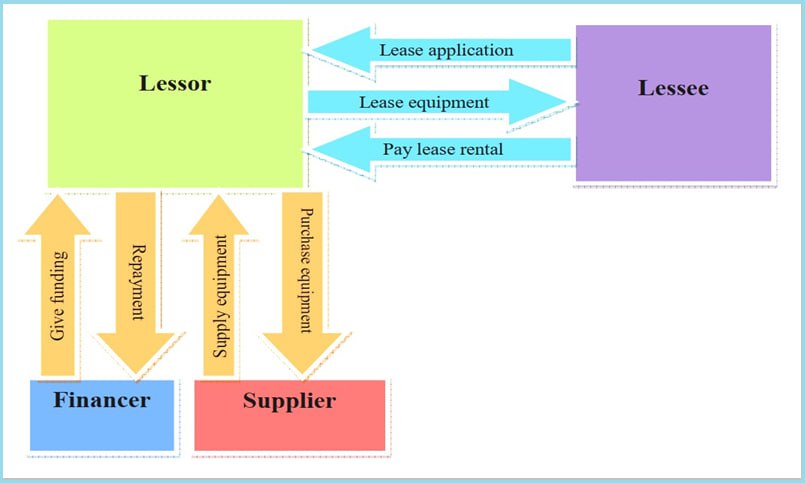 Lessor
Lease application
Lessee
Lease equipment
Pay lease rental
Give funding
Repayment
Supply equipment
Purchase equipment
Financer
Supplier